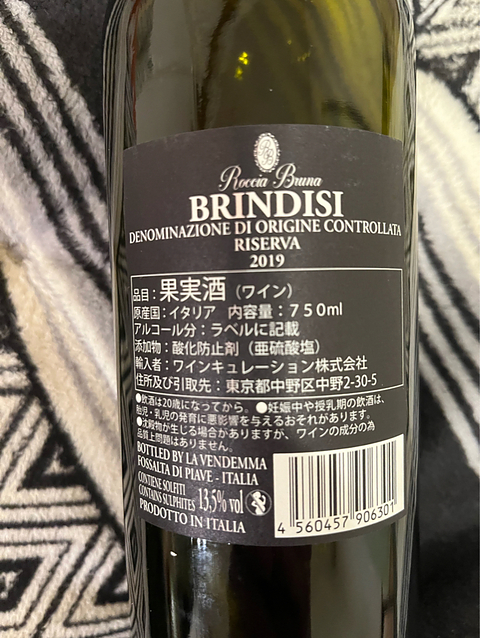 Roccia Bruna
BRINDISI
DENOMINAZIONE DI ORIGINE CONTROLLATA
RISERVA
2019
品目：果実酒（ワイン）
原産国：イタリア 内容量：７５０ml
アルコール分：ラベルに記載
添加物：酸化防止剤（亜硫酸塩）
輸入者：ワインキュレーション株式会社
住所及び引取先：東京都中野区中野2-30-5
●飲酒は20歳になってから。●妊娠中や授乳期の飲酒は、
胎児・乳児の発育に悪影響を与えるおそれがあります。
●沈殿物が生じる場合がありますが、ワインの成分の為
品質上問題はありません。
BOTTLED BY LA VENDEMMA
FOSSALTA DI PIAVE - ITALIA
CONTIENE SOLFITI
CONTAINS SULPHITES 13,5% vol
PRODOTTO IN ITALIA
4 560457 906301